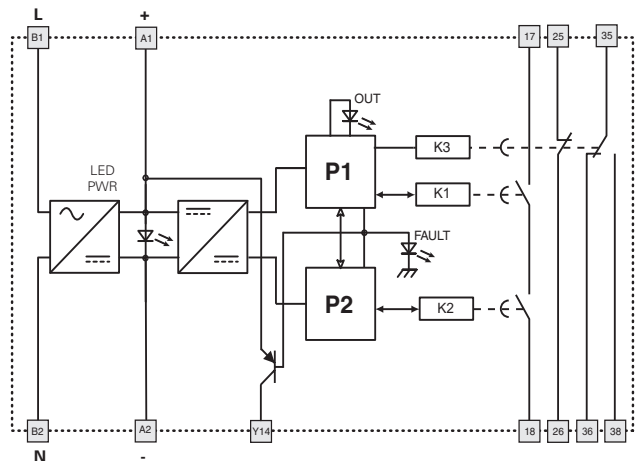 L +
B1 A1 17 25 35
OUT
K3
LED
PWR
P1
K1
FAULT
P2
K2
B2 A2 Y14 18 26 36 38
N -